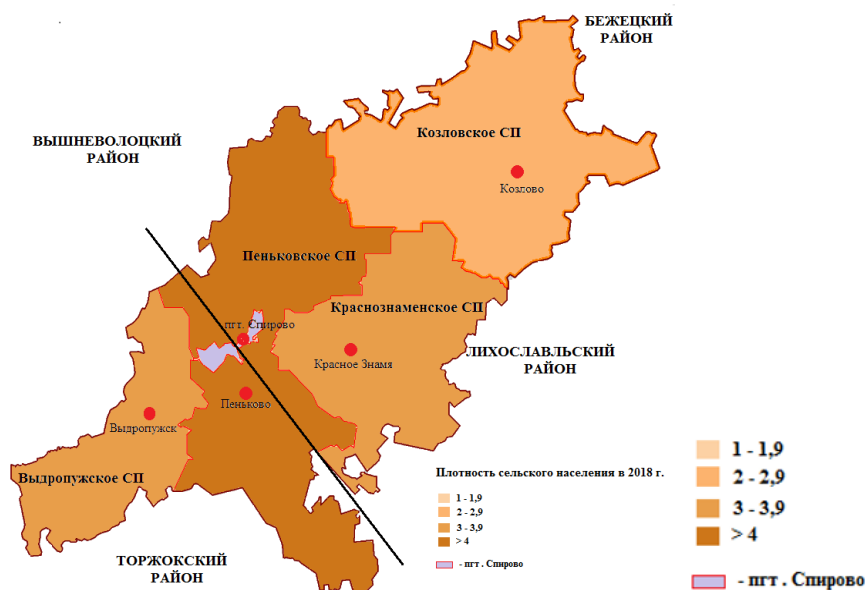 БЕЖЕЦКИЙ
РАЙОН
ВЫШНЕВОЛОЦКИЙ
РАЙОН
Козловское СП
Козлово
Пеньковское СП
Краснознаменское СП
пгт. Спирово
Красное Знамя
ЛИХОСЛАВЛЬСКИЙ
РАЙОН
Пеньково
Выдропужск
Выдропужское СП
ТОРЖОКСКИЙ
РАЙОН
Плотность сельского населения в 2018 г.
1 - 1,9
2 - 2,9
3 - 3,9
> 4
- пгт . Спирово
1 - 1,9
2 - 2,9
3 - 3,9
> 4
- пгт . Спирово